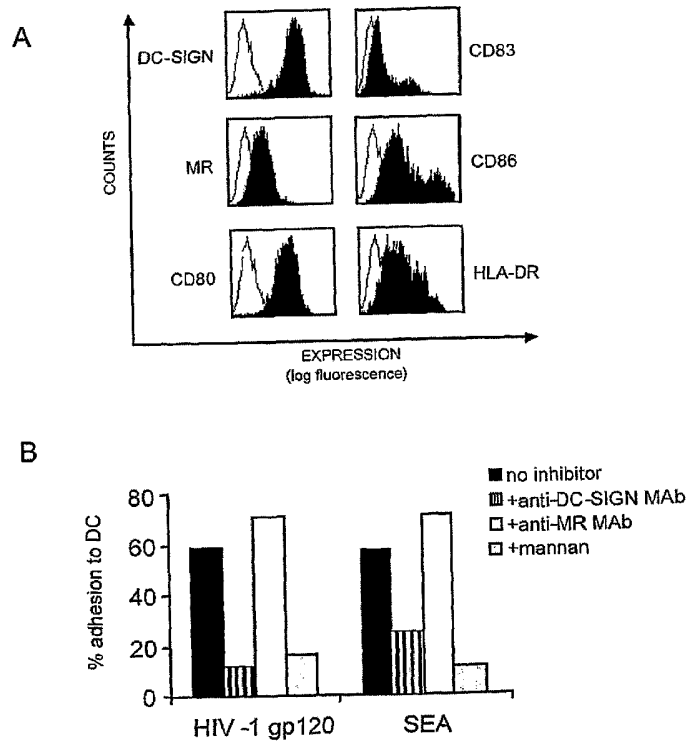 A
DC-SIGN
CD83
MR
CD86
CD80
HLA-DR
COUNTS
EXPRESSION
(log fluorescence)
B
no inhibitor
+anti-DC-SIGN MAb
+anti-MR MAb
+mannan
% adhesion to DC
80
60
40
20
0
HIV -1 gp120
SEA